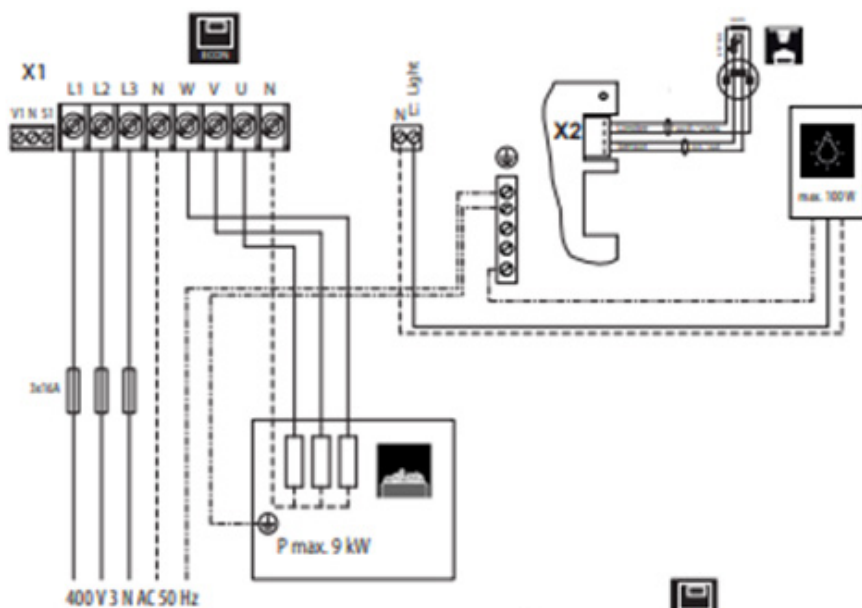 ECON
X1
L1 L2 L3 N W V U N
V1 N S1
N Li Light
X2
max. 100 W
3x16A
P max. 9 kW
400 V 3 N AC 50 Hz